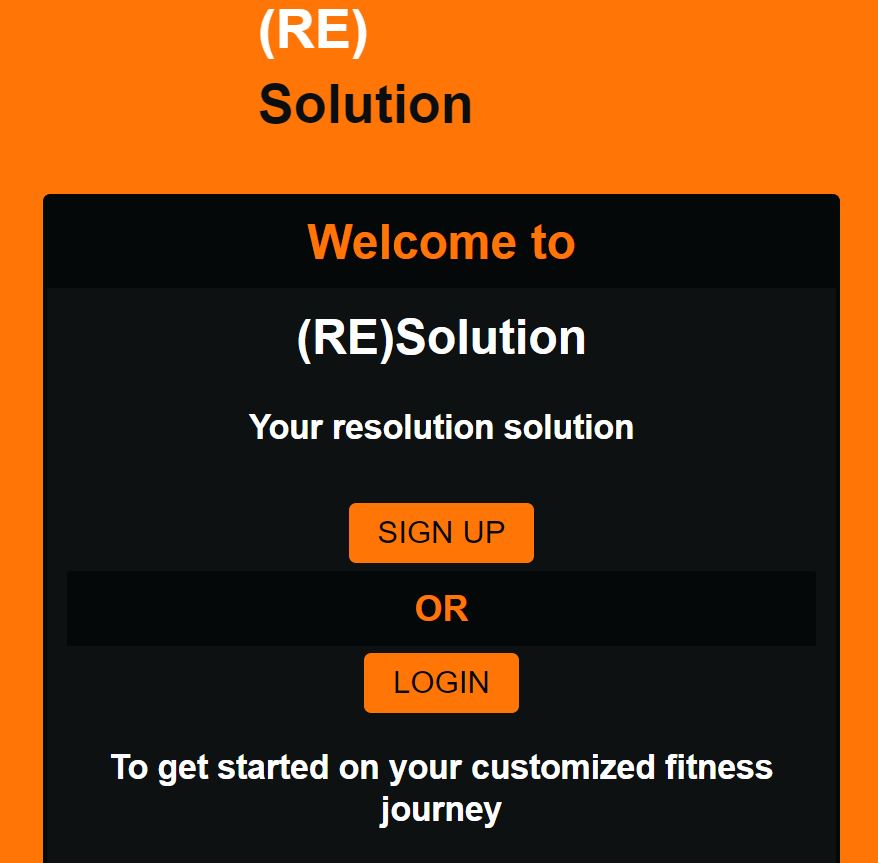 (RE)
Solution
Welcome to
(RE)Solution
Your resolution solution
SIGN UP
OR
LOGIN
To get started on your customized fitness
journey